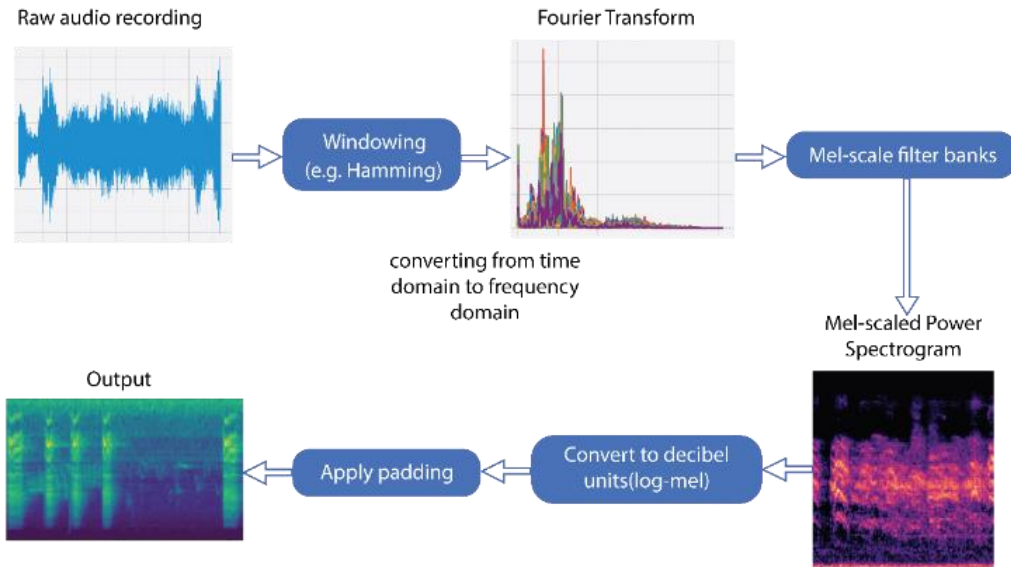 Raw audio recording
Fourier Transform
Windowing
(e.g. Hamming)
Mel-scale filter banks
converting from time
domain to frequency
domain
Mel-scaled Power
Spectrogram
Convert to decibel
units(log-mel)
Apply padding
Output